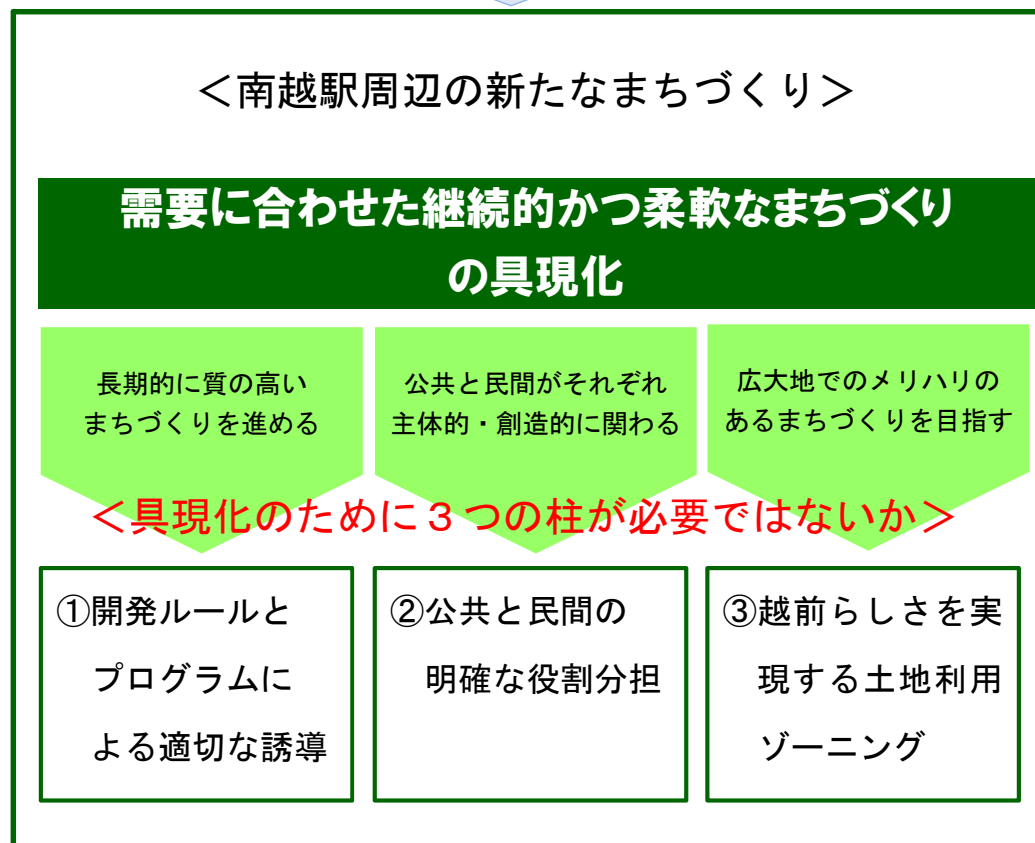 ＜南越駅周辺の新たなまちづくり＞
需要に合わせた継続的かつ柔軟なまちづくり
の具現化
長期的に質の高い
まちづくりを進める
公共と民間がそれぞれ
主体的・創造的に関わる
広大地でのメリハリの
あるまちづくりを目指す
＜具現化のために３つの柱が必要ではないか＞
①開発ルールと
プログラムに
よる適切な誘導
②公共と民間の
明確な役割分担
③越前らしさを実
現する土地利用
ゾーニング